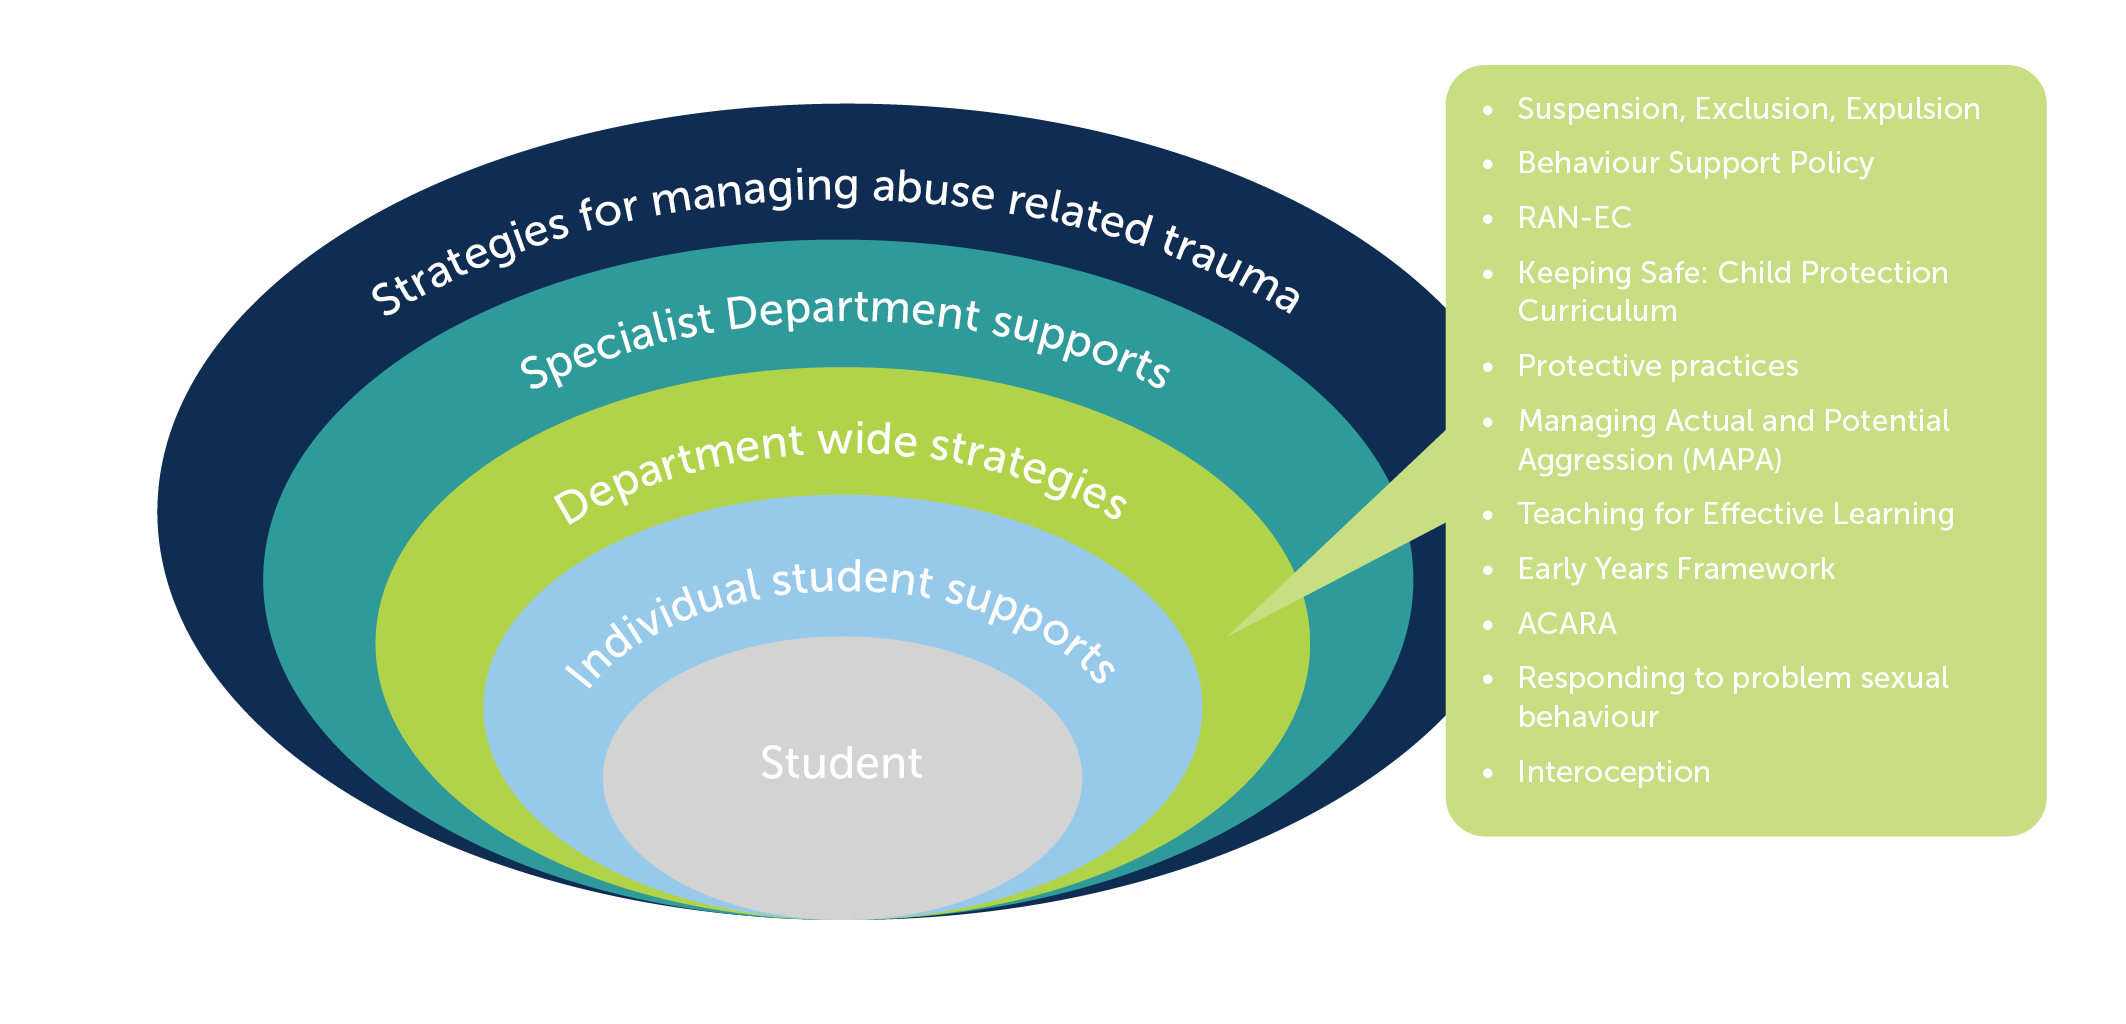 Strategies for managing abuse related trauma
Specialist Department supports
Department wide strategies
Individual student supports
Student
• Suspension, Exclusion, Expulsion
• Behaviour Support Policy
• RAN-EC
• Keeping Safe: Child Protection
Curriculum
• Protective practices
• Managing Actual and Potential
Aggression (MAPA)
• Teaching for Effective Learning
• Early Years Framework
• ACARA
• Responding to problem sexual
behaviour
• Interoception